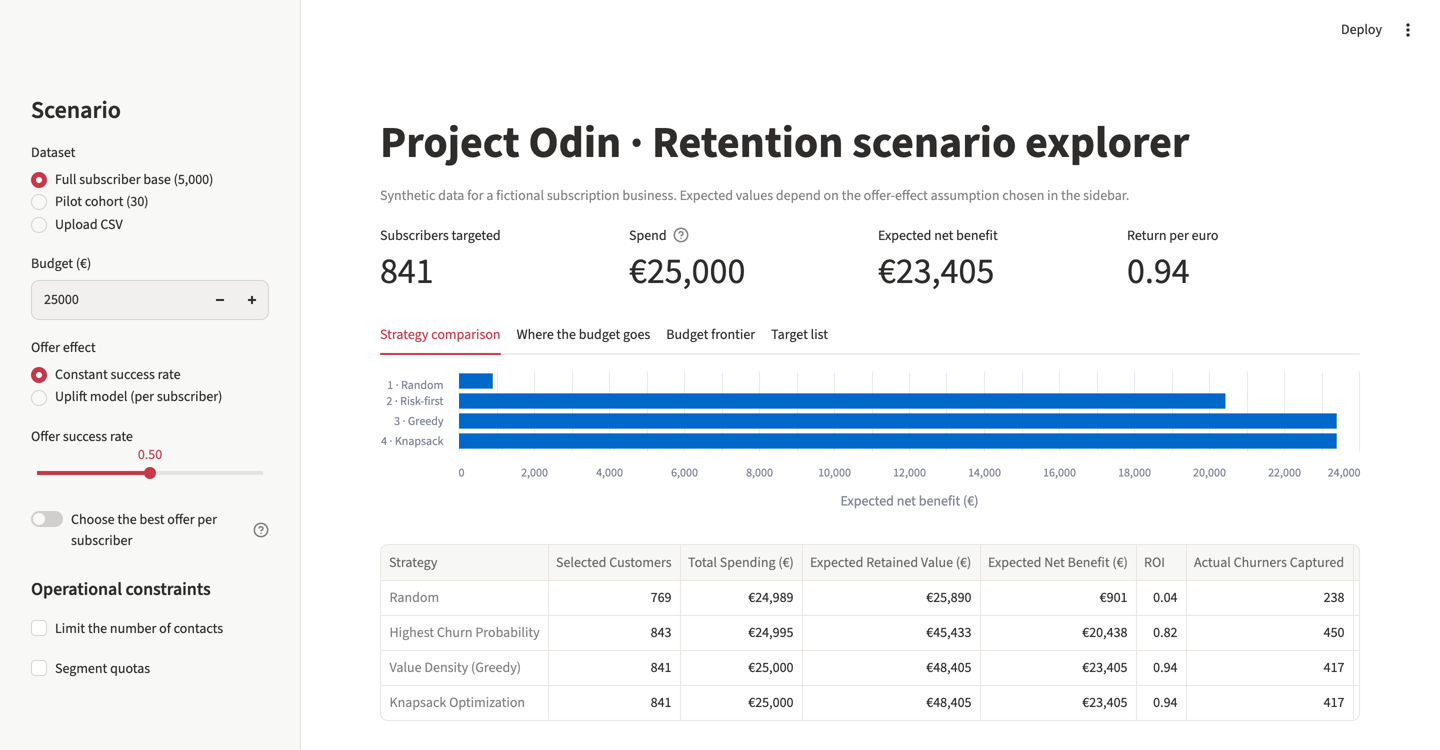 Deploy
Scenario
Dataset
Full subscriber base (5,000)
Pilot cohort (30)
Upload CSV
Budget (€)
25000 − +
Offer effect
Constant success rate
Uplift model (per subscriber)
Offer success rate
0.50
Choose the best offer per
subscriber
Operational constraints
Limit the number of contacts
Segment quotas
Project Odin · Retention scenario explorer
Synthetic data for a fictional subscription business. Expected values depend on the offer-effect assumption chosen in the sidebar.
Subscribers targeted Spend Expected net benefit Return per euro
841 €25,000 €23,405 0.94
Strategy comparison Where the budget goes Budget frontier Target list
1 · Random
2 · Risk-first
3 · Greedy
4 · Knapsack
0 2,000 4,000 6,000 8,000 10,000 12,000 14,000 16,000 18,000 20,000 22,000 24,000
Expected net benefit (€)
Strategy Selected Customers Total Spending (€) Expected Retained Value (€) Expected Net Benefit (€) ROI Actual Churners Captured
Random 769 €24,989 €25,890 €901 0.04 238
Highest Churn Probability 843 €24,995 €45,433 €20,438 0.82 450
Value Density (Greedy) 841 €25,000 €48,405 €23,405 0.94 417
Knapsack Optimization 841 €25,000 €48,405 €23,405 0.94 417